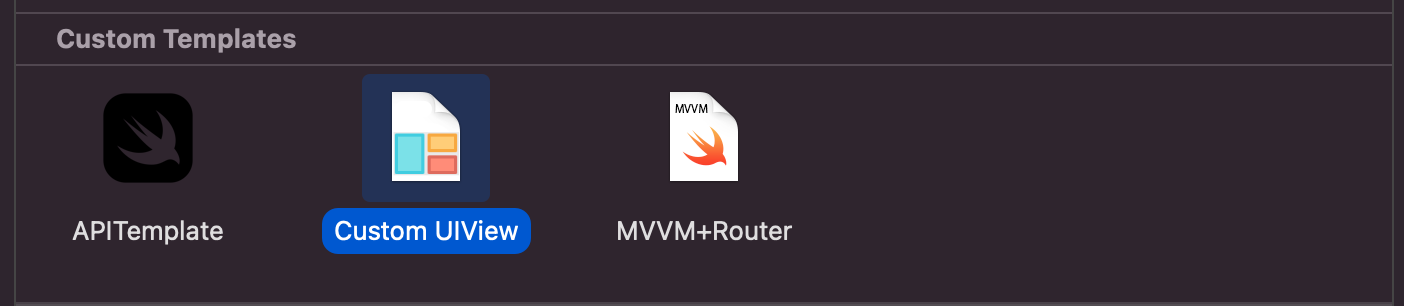 Custom Templates
MVVM
APITemplate
Custom UIView
MVVM+Router